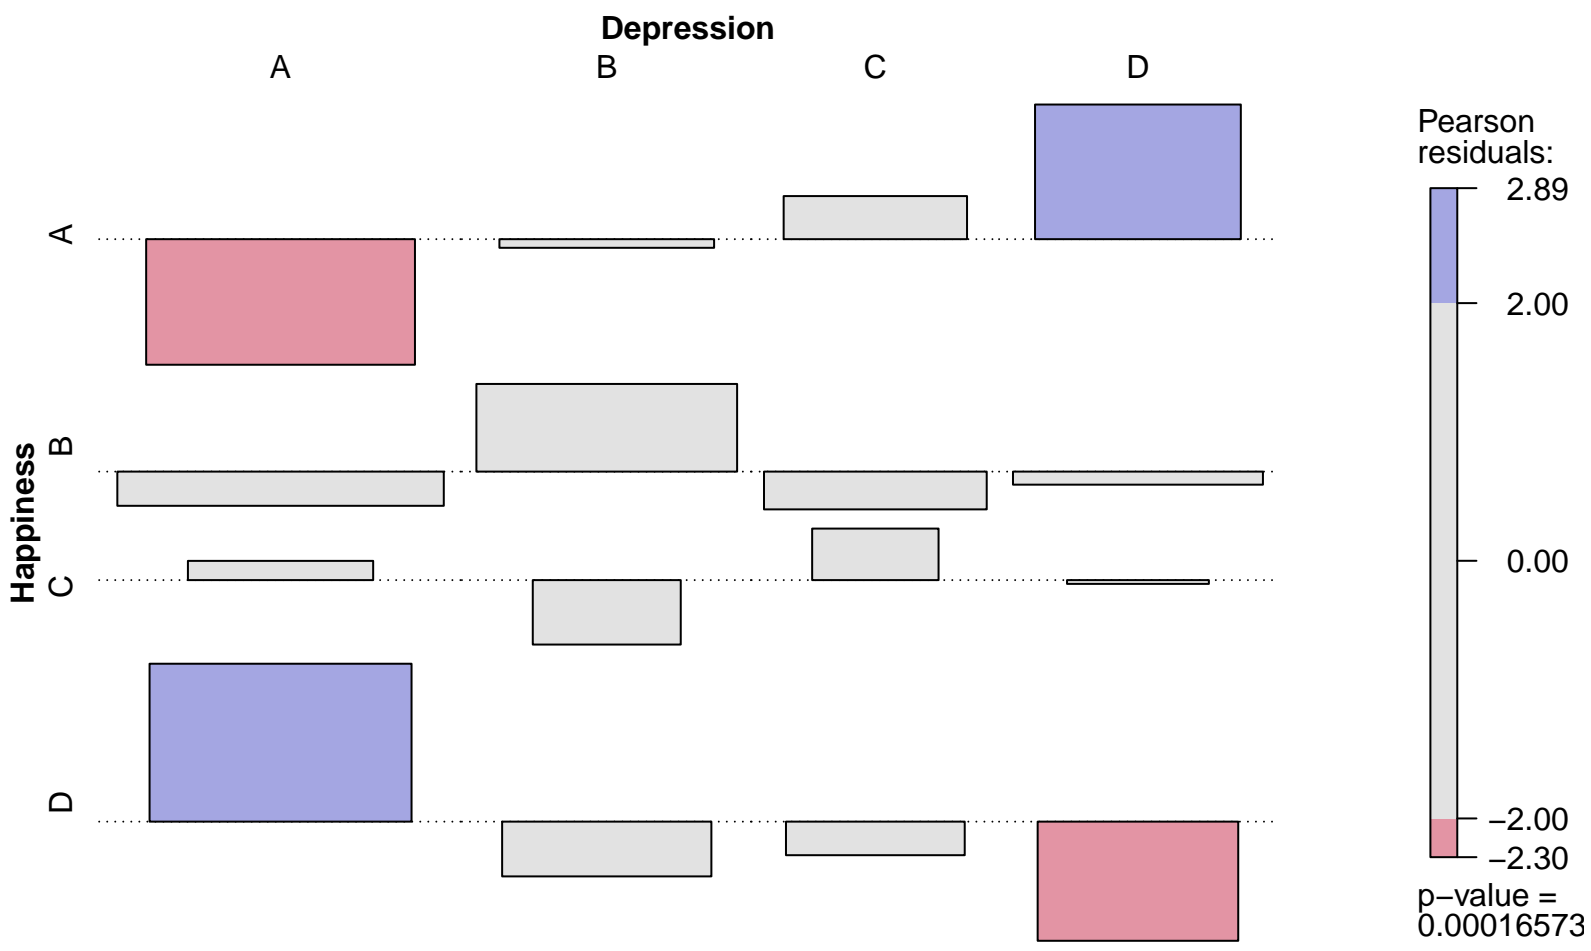 Depression
A B C D
Happiness
A
B
C
D
Pearson
residuals:
2.89
2.00
0.00
−2.00
−2.30
p−value =
0.00016573